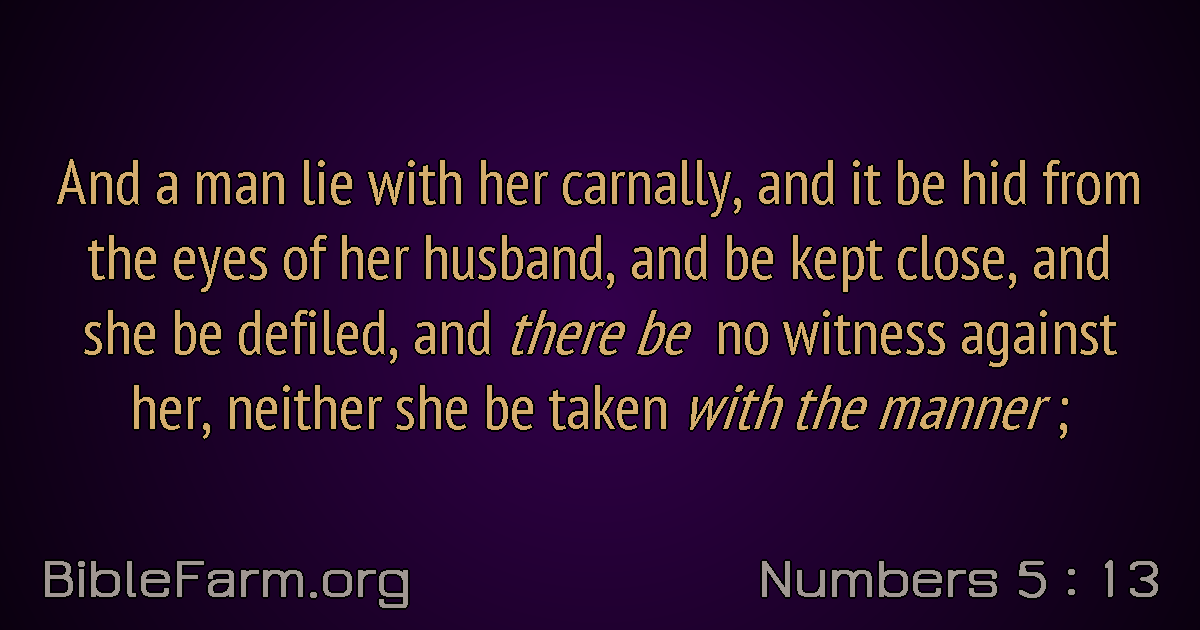 And a man lie with her carnally, and it be hid from
the eyes of her husband, and be kept close, and
she be defiled, and there be no witness against
her, neither she be taken with the manner ;
BibleFarm.org
Numbers 5 : 13